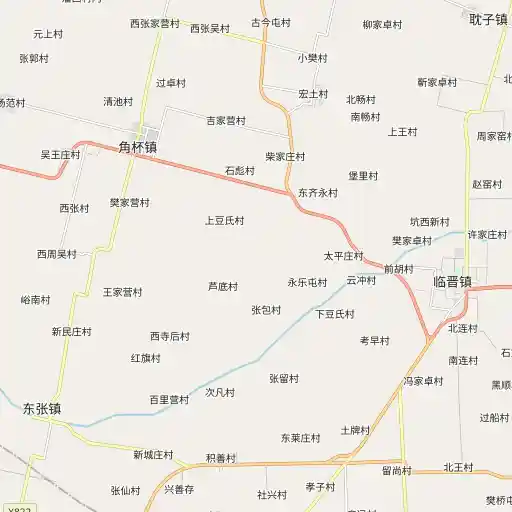 元上村
西张家营村
西张吴村
古今屯村
柳家卓村
耽子镇
张郭村
小樊村
过卓村
清池村
宏土村
北畅村
靳家卓村
吉家营村
南畅村
上王村
周家窑村
吴王庄村
角杯镇
柴家庄村
石彪村
堡里村
赵窑村
东齐永村
樊家营村
西张村
上豆氏村
坑西新村
许家庄村
樊家卓村
西周吴村
太平庄村
前胡村
临晋镇
芦底村
永乐屯村
云冲村
王家营村
峪南村
张包村
下豆氏村
新民庄村
北连村
西寺后村
考早村
红旗村
南连村
张留村
冯家卓村
黑顺
次凡村
百里营村
东张镇
过船村
土牌村
东莱庄村
新城庄村
积善村
留尚村
北王村
张仙村
兴善存
社兴村
孝子村
樊桥屯
X822